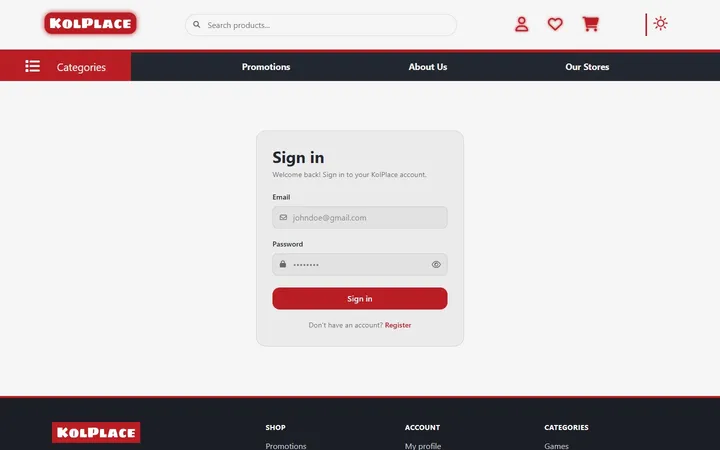 KOLPLACE
Search products...
Categories
Promotions
About Us
Our Stores
Sign in
Welcome back! Sign in to your KolPlace account.
Email
johndoe@gmail.com
Password
••••••••
Sign in
Don't have an account? Register
KOLPLACE
SHOP
ACCOUNT
CATEGORIES
Promotions
My profile
Games